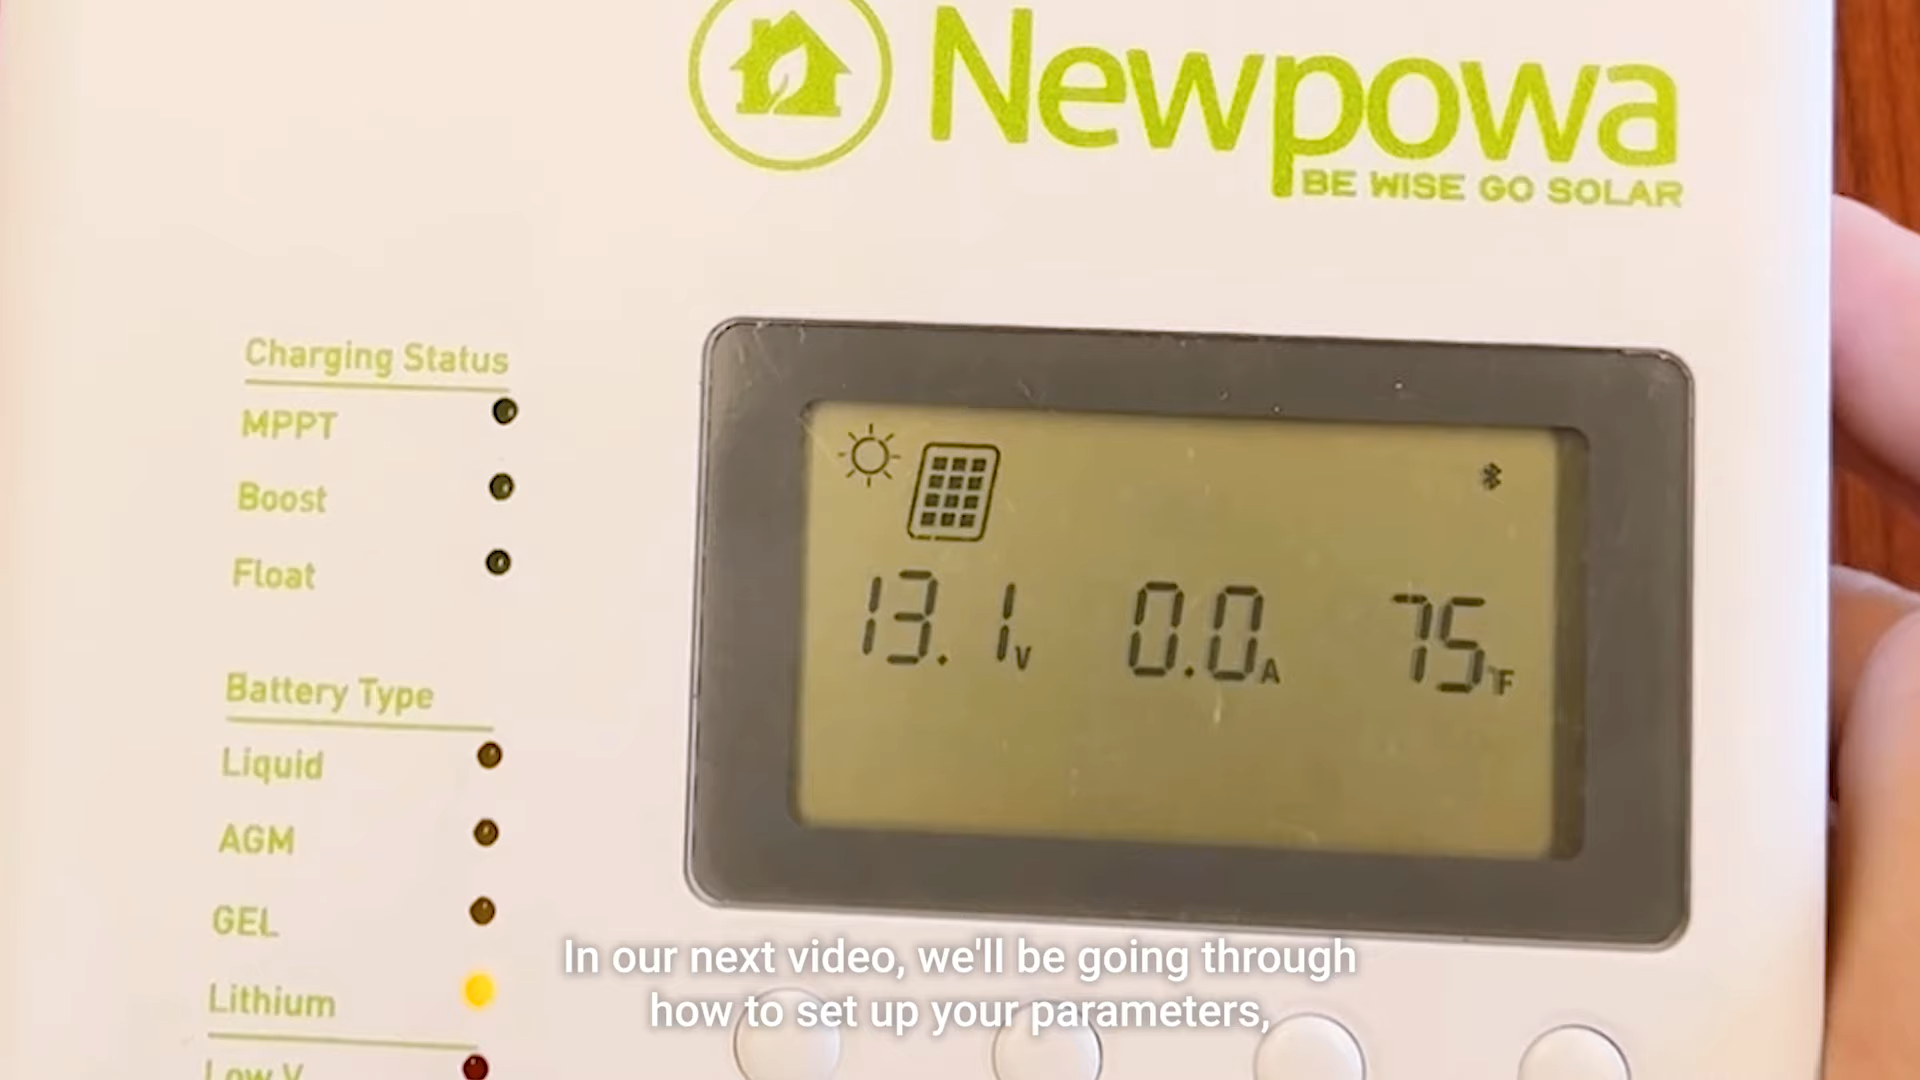 Newpowa
BE WISE GO SOLAR
Charging Status
MPPT
Boost
Float
Battery Type
Liquid
AGM
GEL
Lithium
Low V
13.1V 0.0A 75°F
In our next video, we'll be going through
how to set up your parameters,